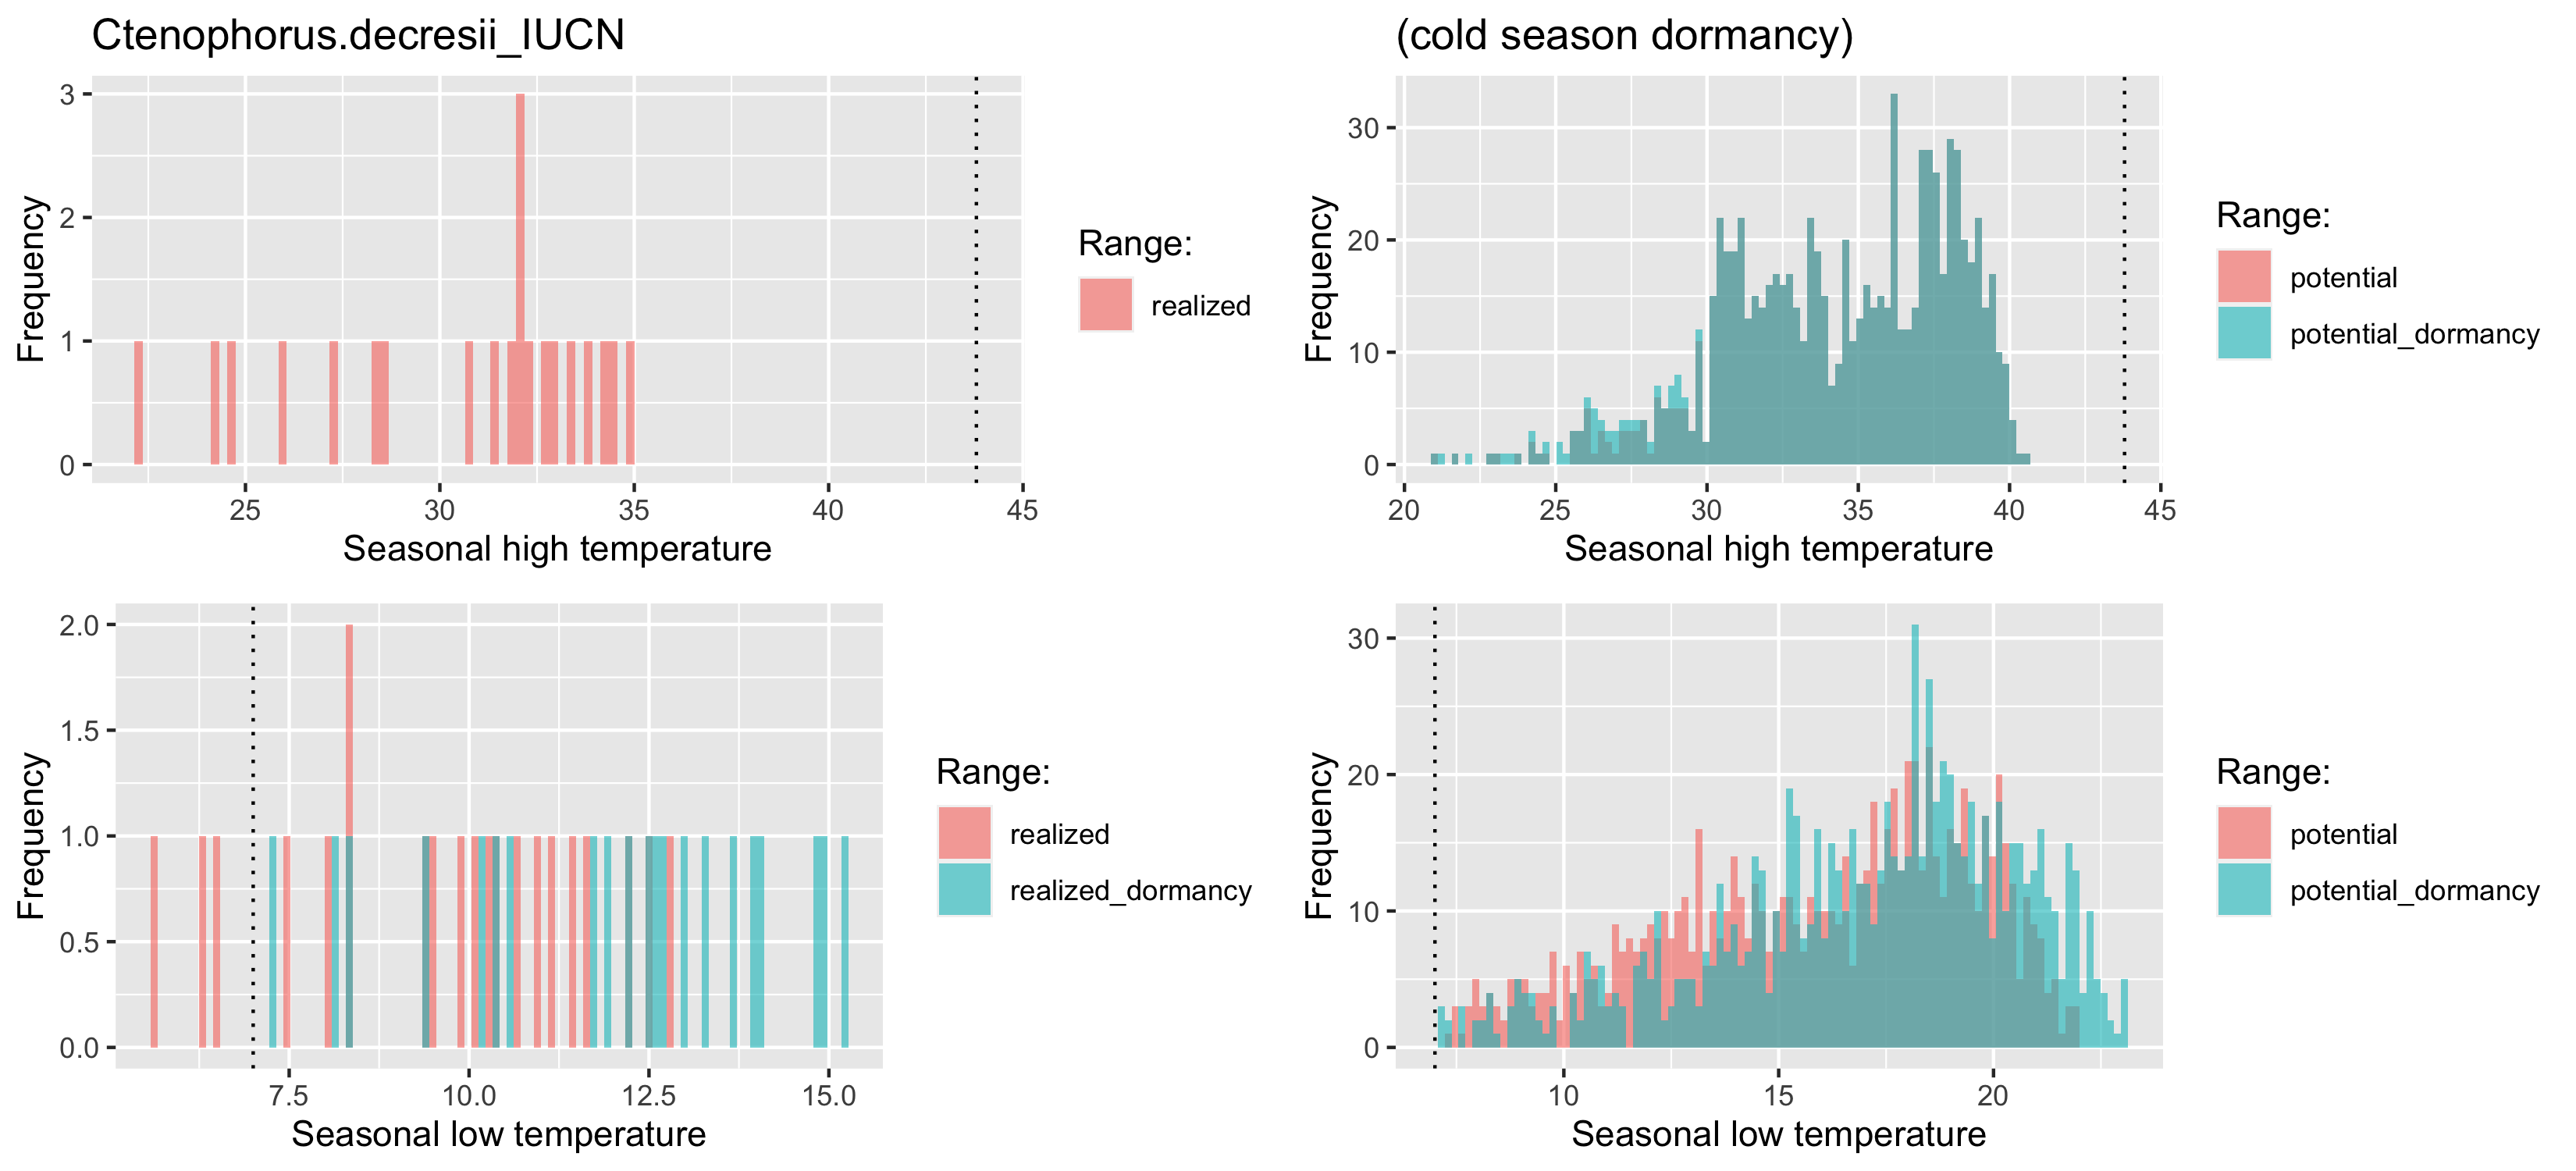 Ctenophorus.decresii_IUCN
(cold season dormancy)
Frequency
3
2
1
0
25
30
35
40
45
Seasonal high temperature
Range:
realized
Frequency
30
20
10
0
20
25
30
35
40
45
Seasonal high temperature
Range:
potential
potential_dormancy
Frequency
2.0
1.5
1.0
0.5
0.0
7.5
10.0
12.5
15.0
Seasonal low temperature
Range:
realized
realized_dormancy
Frequency
30
20
10
0
10
15
20
Seasonal low temperature
Range:
potential
potential_dormancy